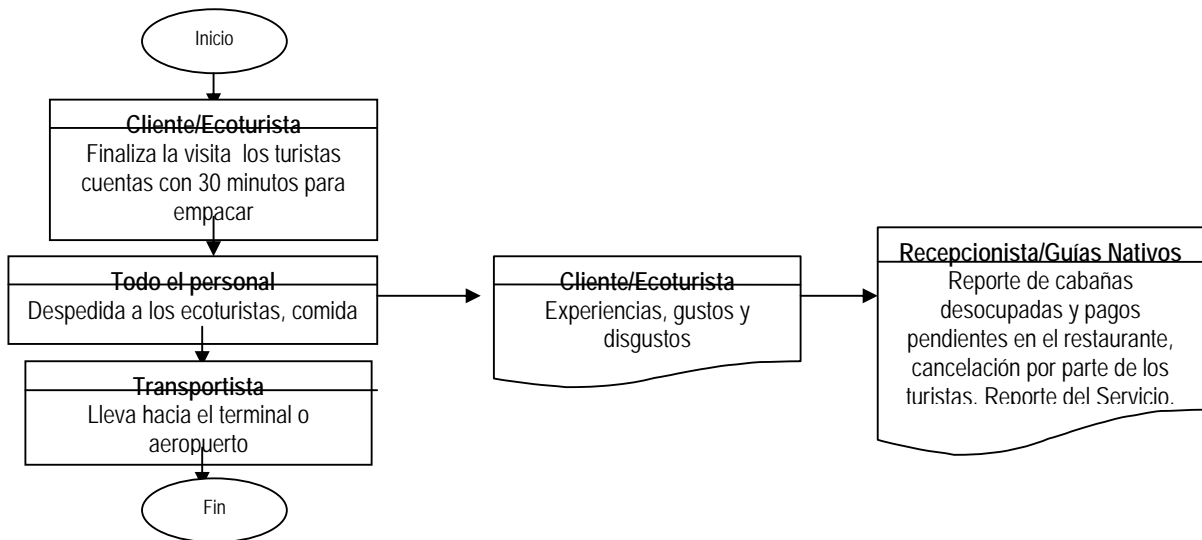 Inicio
Cliente/Ecoturista
Finaliza la visita los turistas
cuentas con 30 minutos para
empacar
Todo el personal
Despedida a los ecoturistas, comida
Transportista
Lleva hacia el terminal o
aeropuerto
Fin
Cliente/Ecoturista
Experiencias, gustos y
disgustos
Recepcionista/Guías Nativos
Reporte de cabañas
desocupadas y pagos
pendientes en el restaurante,
cancelación por parte de los
turistas. Reporte del Servicio.